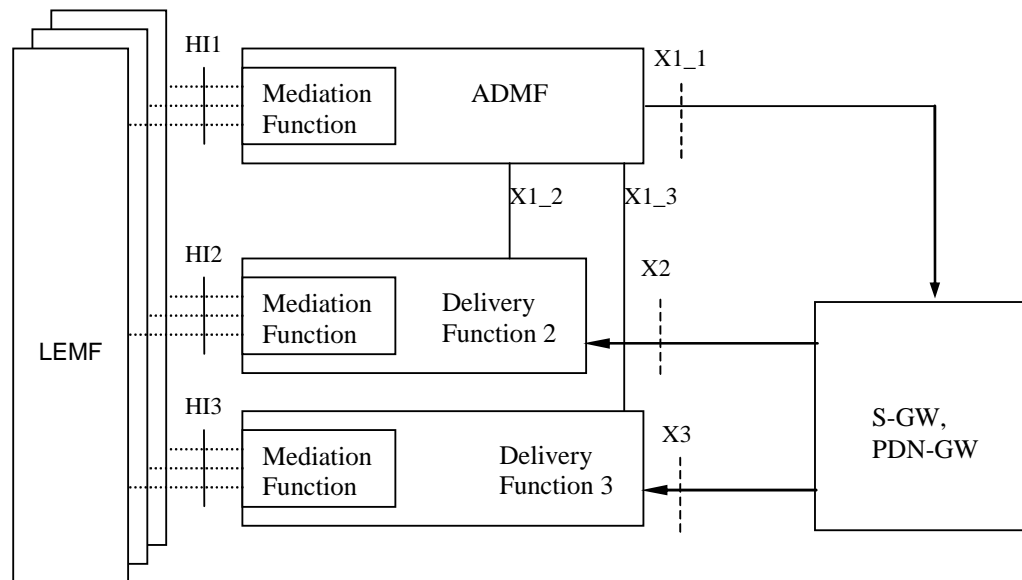 HI1
X1_1
Mediation
Function
ADMF
X1_2
X1_3
HI2
X2
Mediation
Function
Delivery
Function 2
LEMF
HI3
X3
Mediation
Function
Delivery
Function 3
S-GW,
PDN-GW